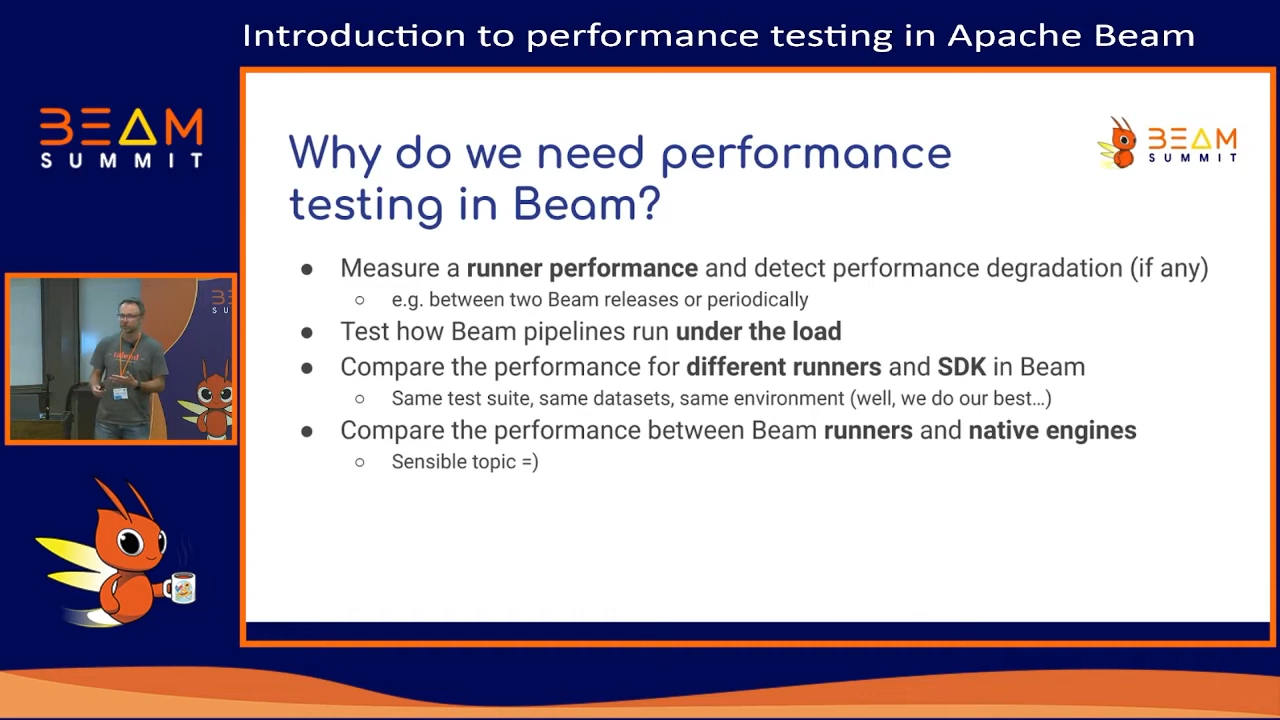 Introduction to performance testing in Apache Beam
BEAM
SUMMIT
Why do we need performance
testing in Beam?
BEAM
SUMMIT
● Measure a runner performance and detect performance degradation (if any)
○ e.g. between two Beam releases or periodically
● Test how Beam pipelines run under the load
● Compare the performance for different runners and SDK in Beam
○ Same test suite, same datasets, same environment (well, we do our best…)
● Compare the performance between Beam runners and native engines
○ Sensible topic =)